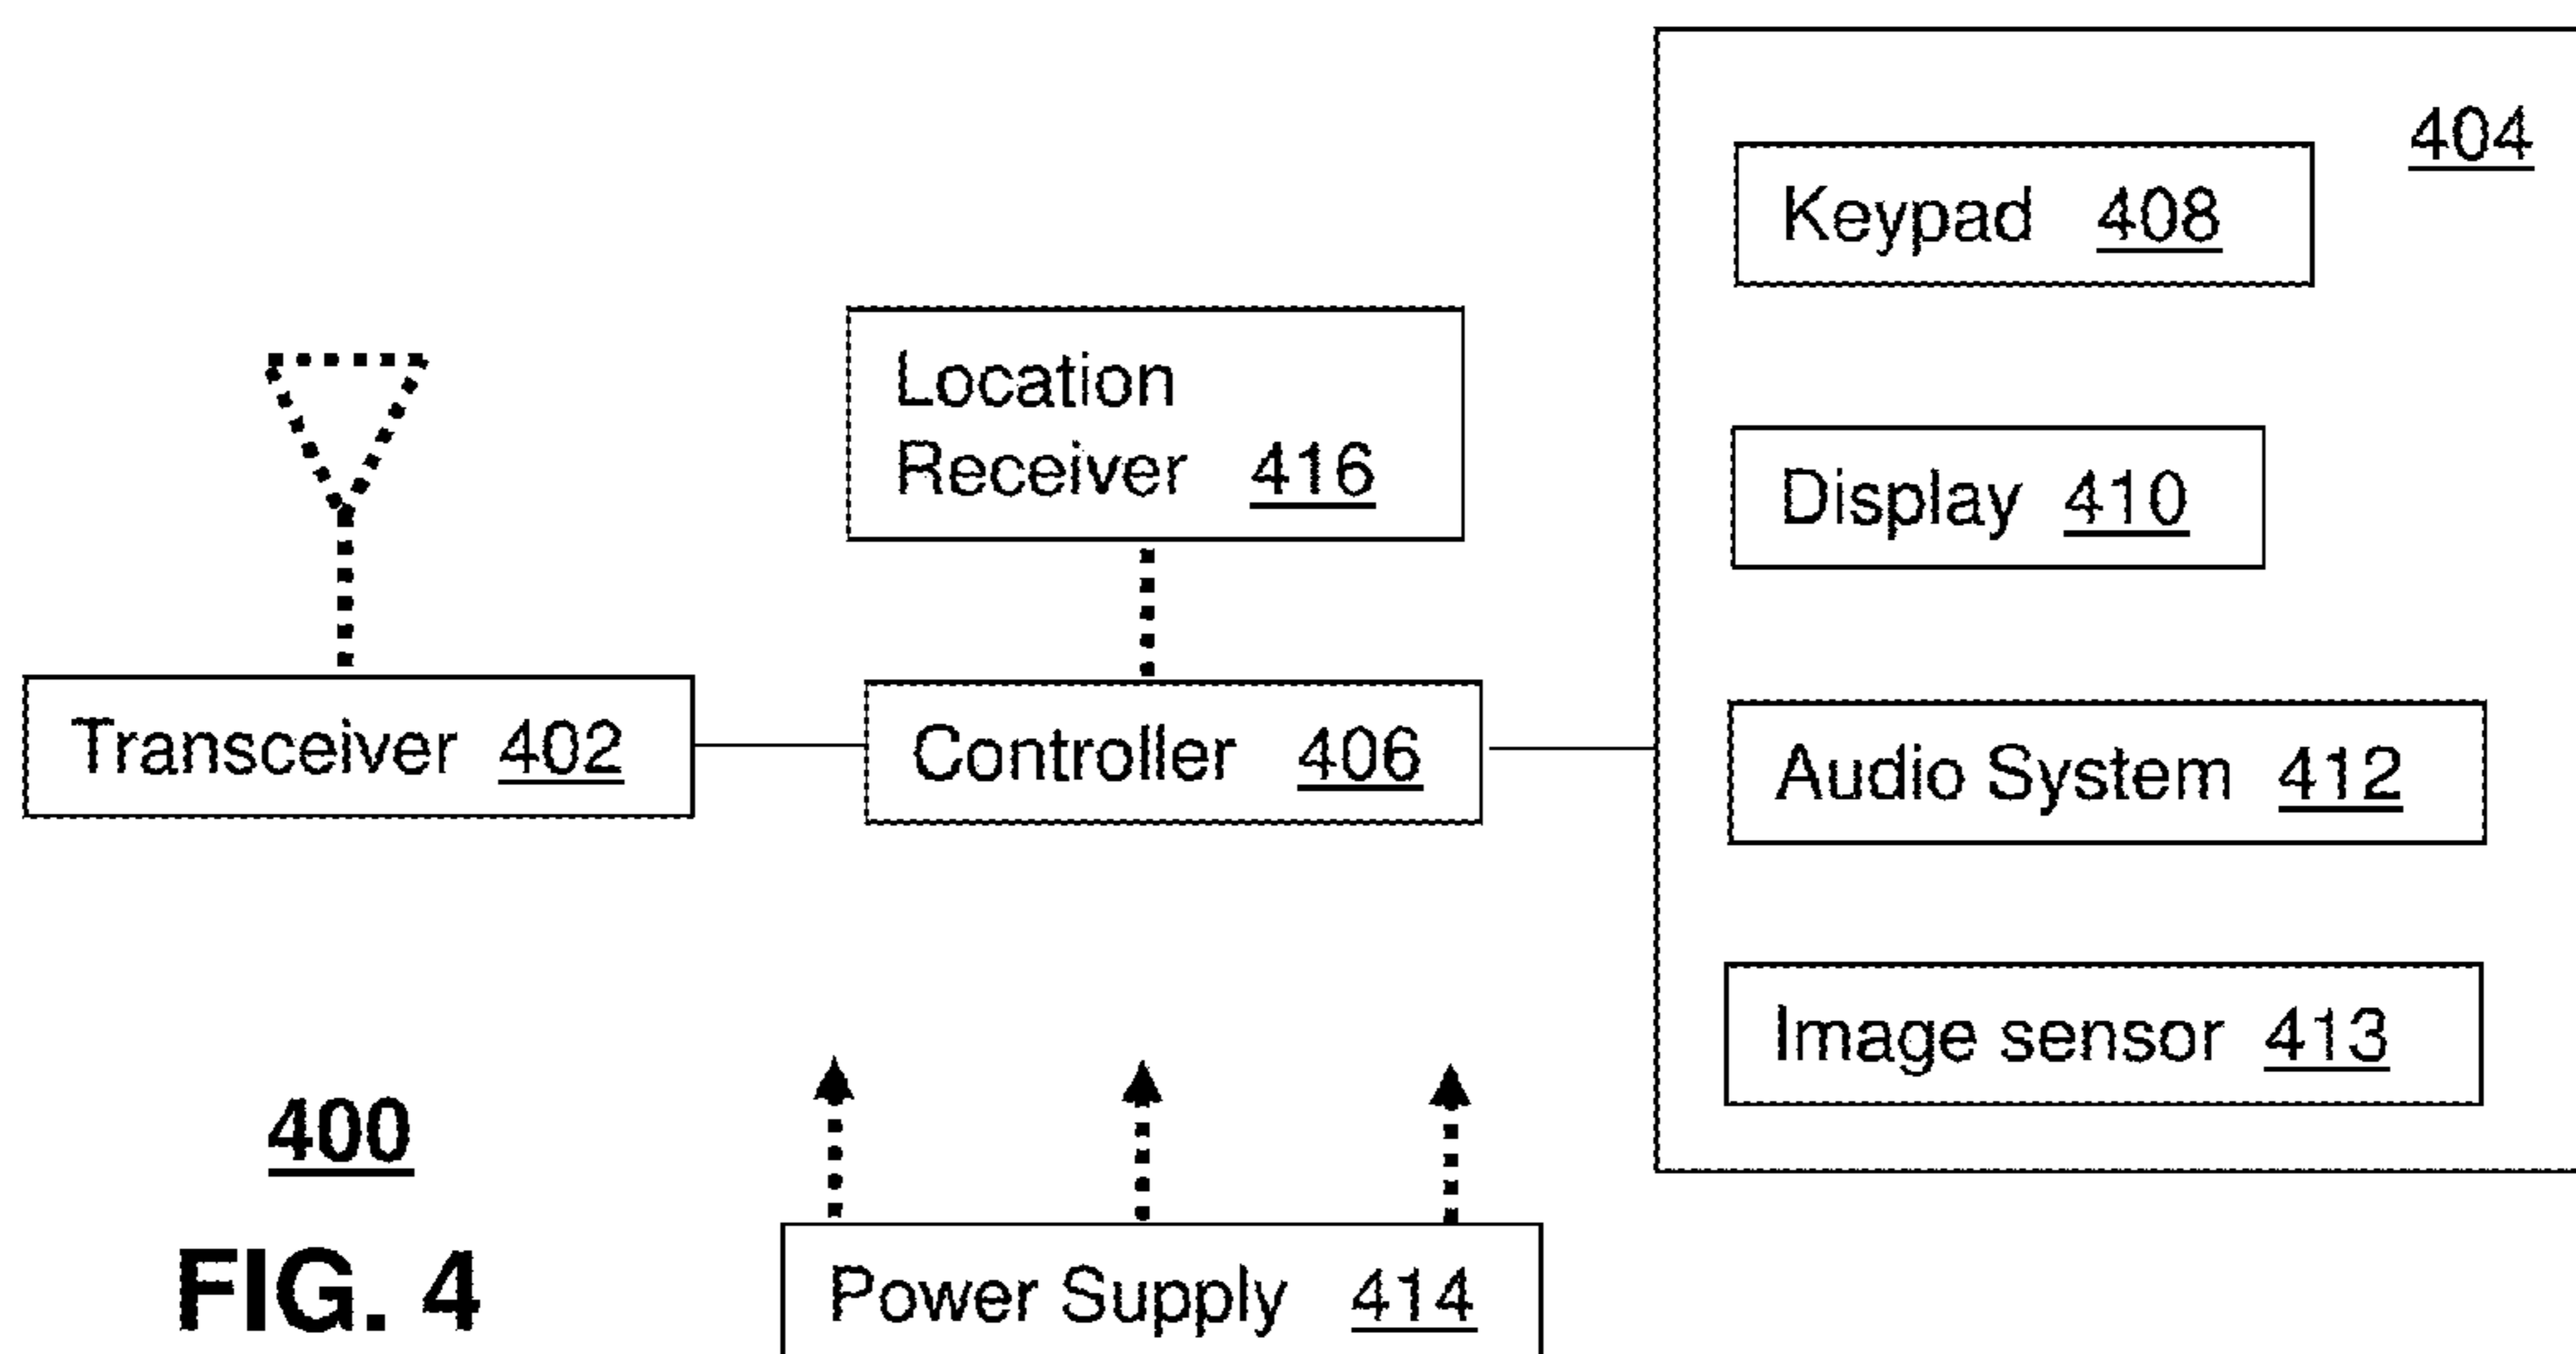 404
Keypad 408
Location
Receiver 416
Display 410
Transceiver 402
Controller 406
Audio System 412
Image sensor 413
400
FIG. 4
Power Supply 414